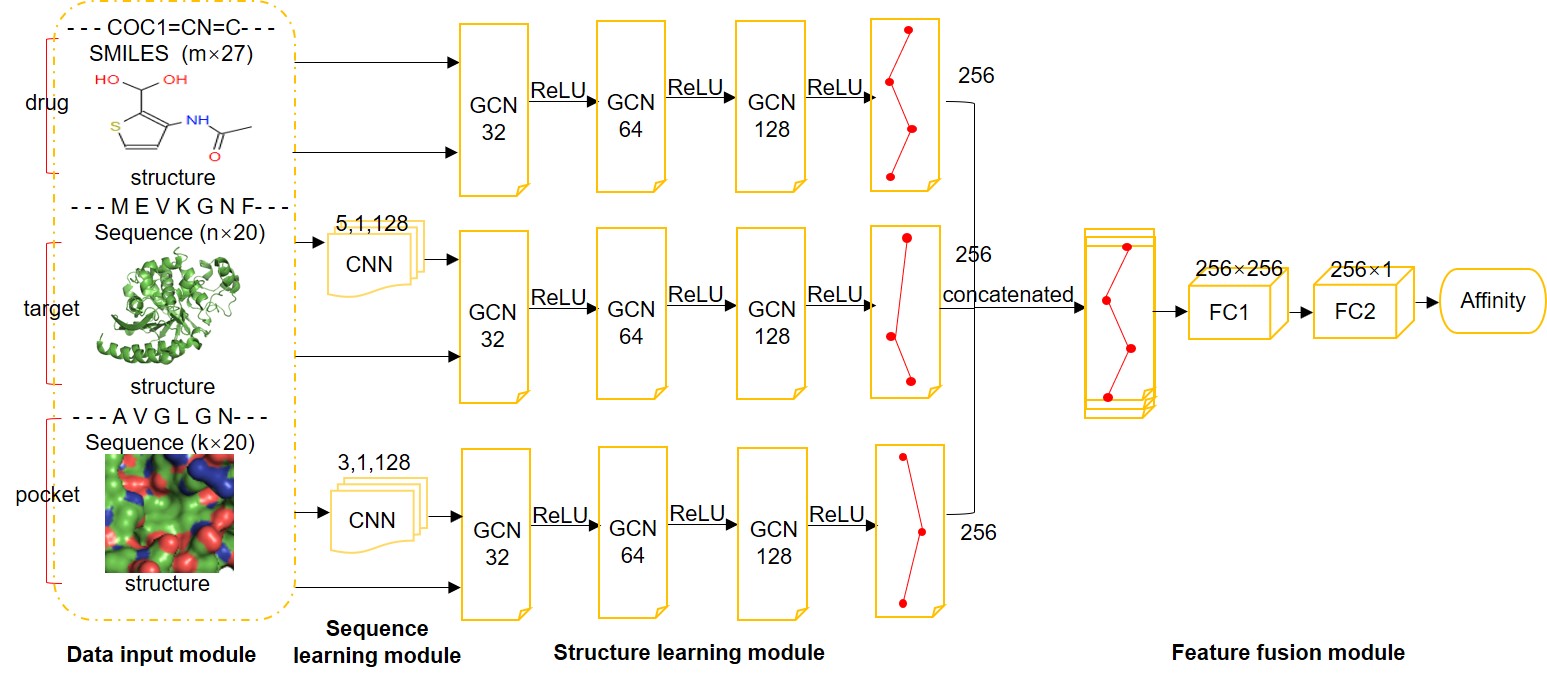 - - - COC1=CN=C- - -
SMILES (m×27)
HO
OH
drug
S
NH
O
structure
- - - M E V K G N F- - -
Sequence (n×20)
target
structure
- - - A V G L G N- - -
Sequence (k×20)
pocket
structure
Data input module
5,1,128
CNN
3,1,128
CNN
Sequence
learning module
GCN
32
ReLU
GCN
64
ReLU
GCN
128
ReLU
256
GCN
32
ReLU
GCN
64
ReLU
GCN
128
ReLU
256
GCN
32
ReLU
GCN
64
ReLU
GCN
128
ReLU
256
Structure learning module
concatenated
256×256
FC1
256×1
FC2
Affinity
Feature fusion module